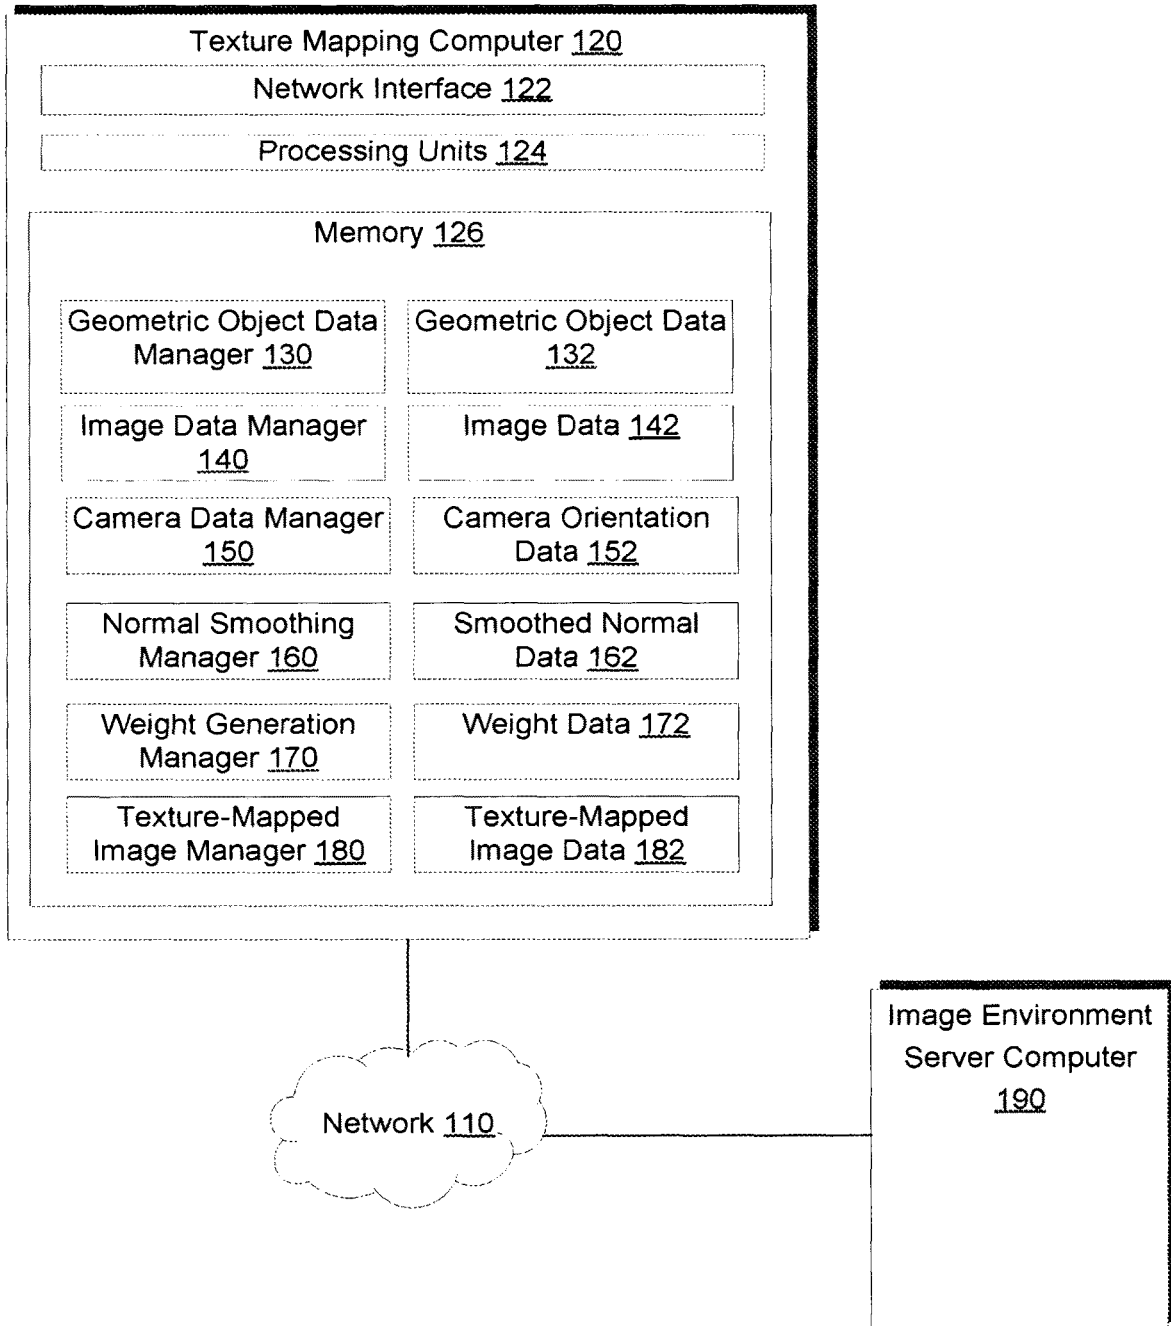 Texture Mapping Computer 120
Network Interface 122
Processing Units 124
Memory 126
Geometric Object Data
Manager 130
Geometric Object Data
132
Image Data Manager
140
Image Data 142
Camera Data Manager
150
Camera Orientation
Data 152
Normal Smoothing
Manager 160
Smoothed Normal
Data 162
Weight Generation
Manager 170
Weight Data 172
Texture-Mapped
Image Manager 180
Texture-Mapped
Image Data 182
Network 110
Image Environment
Server Computer
190